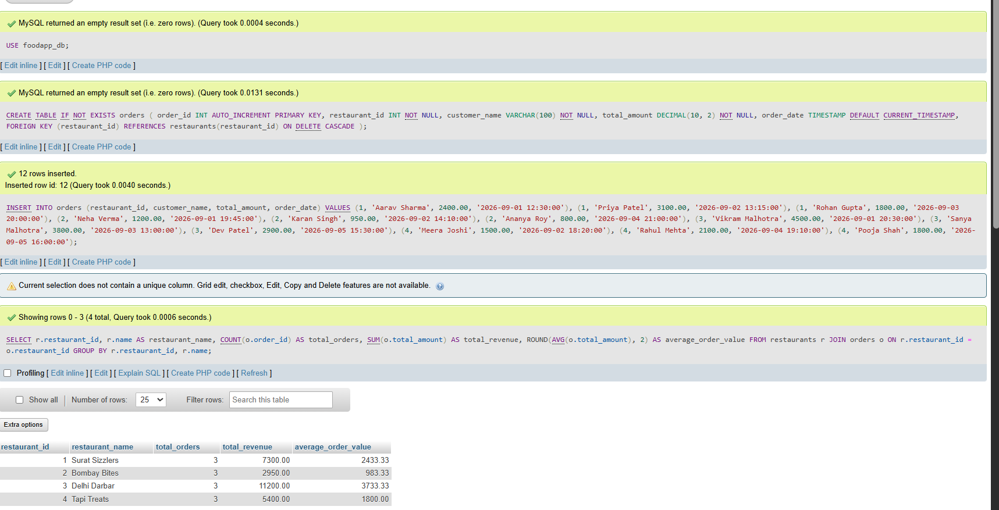 MySQL returned an empty result set (i.e. zero rows). (Query took 0.0004 seconds.)
USE foodapp_db;
[ Edit inline ] [ Edit ] [ Create PHP code ]
MySQL returned an empty result set (i.e. zero rows). (Query took 0.0131 seconds.)
CREATE TABLE IF NOT EXISTS orders ( order_id INT AUTO_INCREMENT PRIMARY KEY, restaurant_id INT NOT NULL, customer_name VARCHAR(100) NOT NULL, total_amount DECIMAL(10, 2) NOT NULL, order_date TIMESTAMP DEFAULT CURRENT_TIMESTAMP,
FOREIGN KEY (restaurant_id) REFERENCES restaurants(restaurant_id) ON DELETE CASCADE );
[ Edit inline ] [ Edit ] [ Create PHP code ]
12 rows inserted.
Inserted row id: 12 (Query took 0.0040 seconds.)
INSERT INTO orders (restaurant_id, customer_name, total_amount, order_date) VALUES (1, 'Aarav Sharma', 2400.00, '2026-09-01 12:30:00'), (1, 'Priya Patel', 3100.00, '2026-09-02 13:15:00'), (1, 'Rohan Gupta', 1800.00, '2026-09-03
20:00:00'), (2, 'Neha Verma', 1200.00, '2026-09-01 19:45:00'), (2, 'Karan Singh', 950.00, '2026-09-02 14:10:00'), (2, 'Ananya Roy', 800.00, '2026-09-04 21:00:00'), (3, 'Vikram Malhotra', 4500.00, '2026-09-01 20:30:00'), (3, 'Sanya
Malhotra', 3800.00, '2026-09-03 13:00:00'), (3, 'Dev Patel', 2900.00, '2026-09-05 15:30:00'), (4, 'Meera Joshi', 1500.00, '2026-09-02 18:20:00'), (4, 'Rahul Mehta', 2100.00, '2026-09-04 19:10:00'), (4, 'Pooja Shah', 1800.00, '2026-
09-05 16:00:00');
[ Edit inline ] [ Edit ] [ Create PHP code ]
Current selection does not contain a unique column. Grid edit, checkbox, Edit, Copy and Delete features are not available.
Showing rows 0 - 3 (4 total, Query took 0.0006 seconds.)
SELECT r.restaurant_id, r.name AS restaurant_name, COUNT(o.order_id) AS total_orders, SUM(o.total_amount) AS total_revenue, ROUND(AVG(o.total_amount), 2) AS average_order_value FROM restaurants r JOIN orders o ON r.restaurant_id =
o.restaurant_id GROUP BY r.restaurant_id, r.name;
Profiling [ Edit inline ] [ Edit ] [ Explain SQL ] [ Create PHP code ] [ Refresh ]
Show all Number of rows: 25 Filter rows: Search this table
Extra options
restaurant_id restaurant_name total_orders total_revenue average_order_value
1 Surat Sizzlers 3 7300.00 2433.33
2 Bombay Bites 3 2950.00 983.33
3 Delhi Darbar 3 11200.00 3733.33
4 Tapi Treats 3 5400.00 1800.00